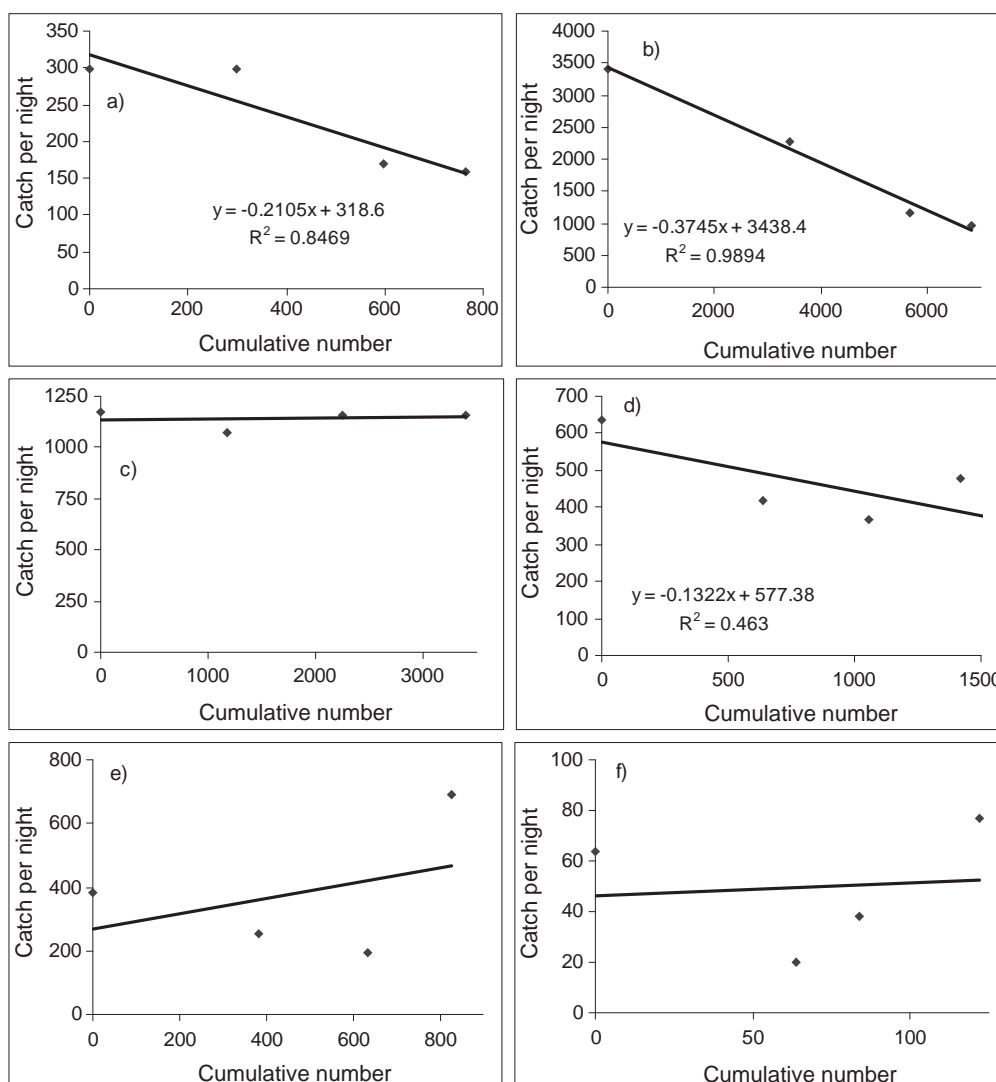 a)
Catch per night
350
300
250
200
150
100
50
0
y = -0.2105x + 318.6
R² = 0.8469
0 200 400 600 800
Cumulative number
b)
Catch per night
4000
3500
3000
2500
2000
1500
1000
500
0
y = -0.3745x + 3438.4
R² = 0.9894
0 2000 4000 6000
Cumulative number
c)
Catch per night
1250
1000
750
500
250
0
0 1000 2000 3000
Cumulative number
d)
Catch per night
700
600
500
400
300
200
100
0
y = -0.1322x + 577.38
R² = 0.463
0 500 1000 1500
Cumulative number
e)
Catch per night
800
600
400
200
0
0 200 400 600 800
Cumulative number
f)
Catch per night
100
80
60
40
20
0
0 50 100
Cumulative number